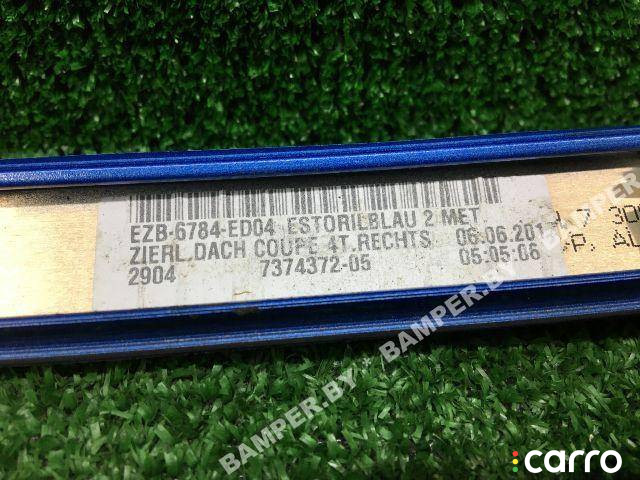 EZB-6784-ED04 ESTORILBLAU 2 MET
ZIERL.DACH COUPE 4T.RECHTS 06.06.201
2904 7374372-05 05:05:06
BAMPER.BY
BAMPER.BY
BAMPER.BY
carro